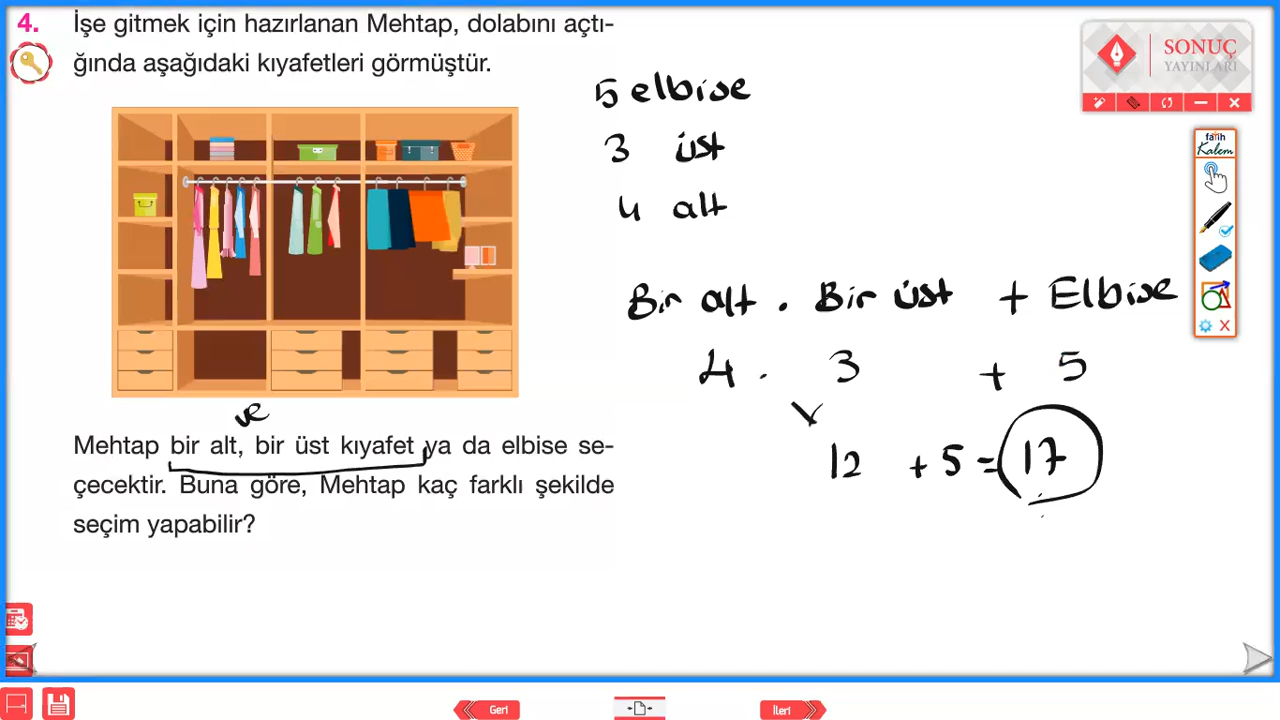 4. İşe gitmek için hazırlanan Mehtap, dolabını açtı-
ğında aşağıdaki kıyafetleri görmüştür.
5 elbise
3 üst
4 alt
Bir alt . Bir üst + Elbise
4 . 3 + 5
12 + 5 = 17
ve
Mehtap bir alt, bir üst kıyafet ya da elbise se-
çecektir. Buna göre, Mehtap kaç farklı şekilde
seçim yapabilir?
SONUÇ
YAYINLARI
fatih
Kalem
Geri
İleri